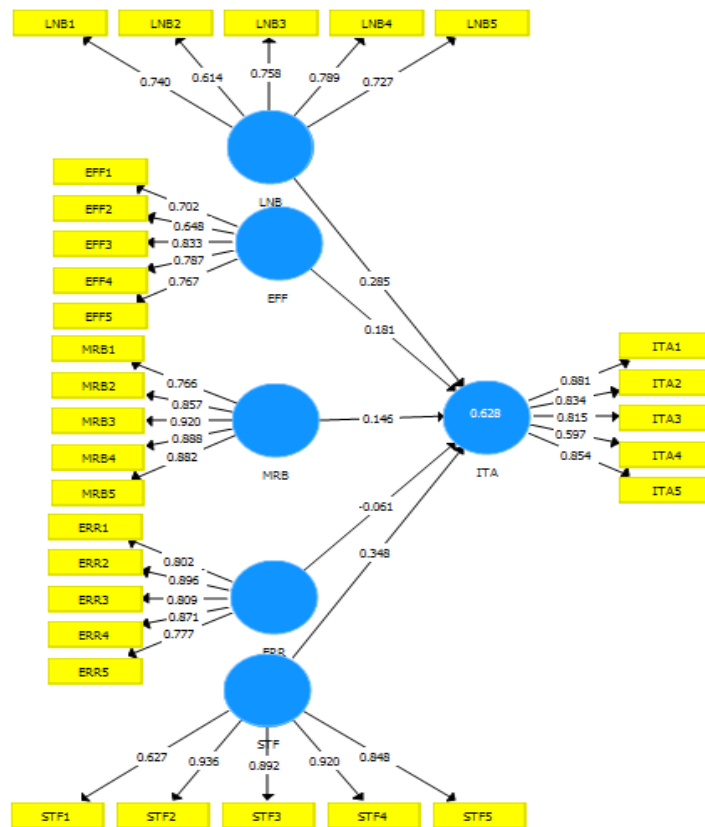 LNB1 LNB2 LNB3 LNB4 LNB5
0.740 0.614 0.758 0.789 0.727
LNB
EFF1
EFF2
EFF3
EFF4
EFF5
0.702
0.648
0.833
0.787
0.767
EFF
0.285
0.181
MRB1
MRB2
MRB3
MRB4
MRB5
0.766
0.857
0.920
0.888
0.882
MRB
0.146
0.628
ITA
0.881
0.834
0.815
0.597
0.854
ITA1
ITA2
ITA3
ITA4
ITA5
ERR1
ERR2
ERR3
ERR4
ERR5
0.802
0.896
0.809
0.871
0.777
ERR
-0.061
0.348
STF
0.627 0.936 0.892 0.920 0.848
STF1 STF2 STF3 STF4 STF5